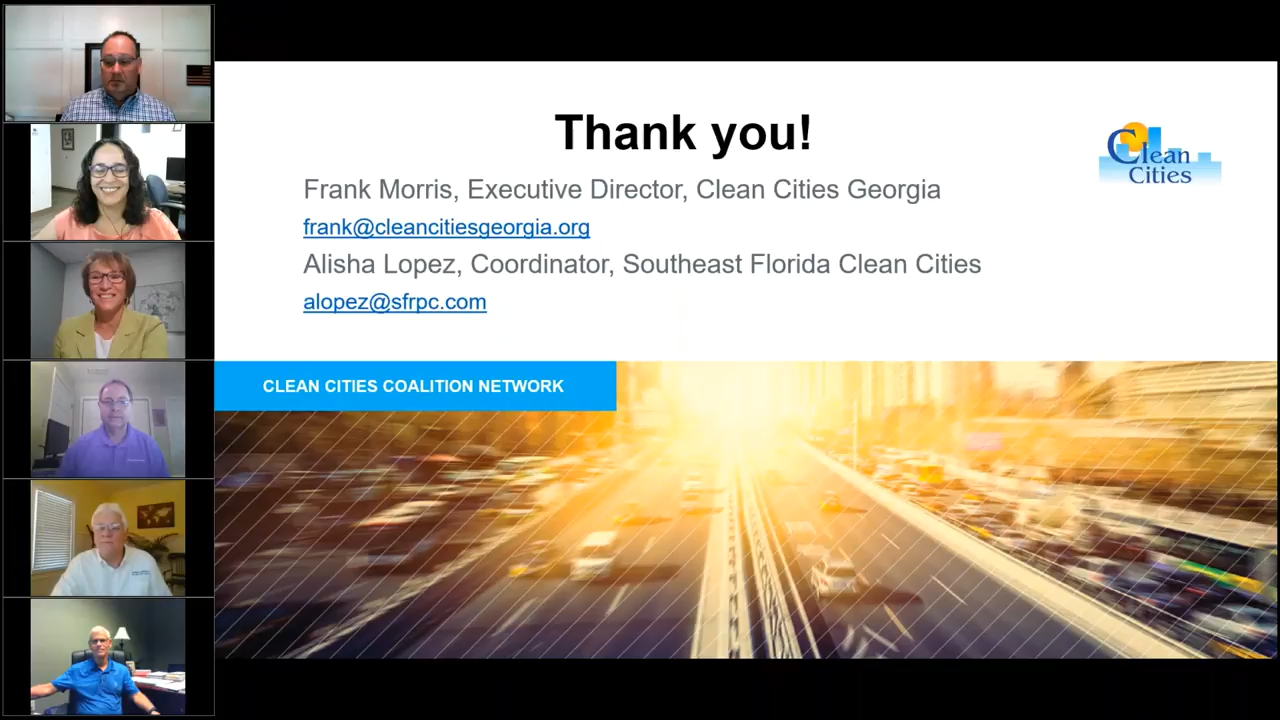 Thank you!
Frank Morris, Executive Director, Clean Cities Georgia
frank@cleancitiesgeorgia.org
Alisha Lopez, Coordinator, Southeast Florida Clean Cities
alopez@sfrpc.com
Clean
Cities
CLEAN CITIES COALITION NETWORK